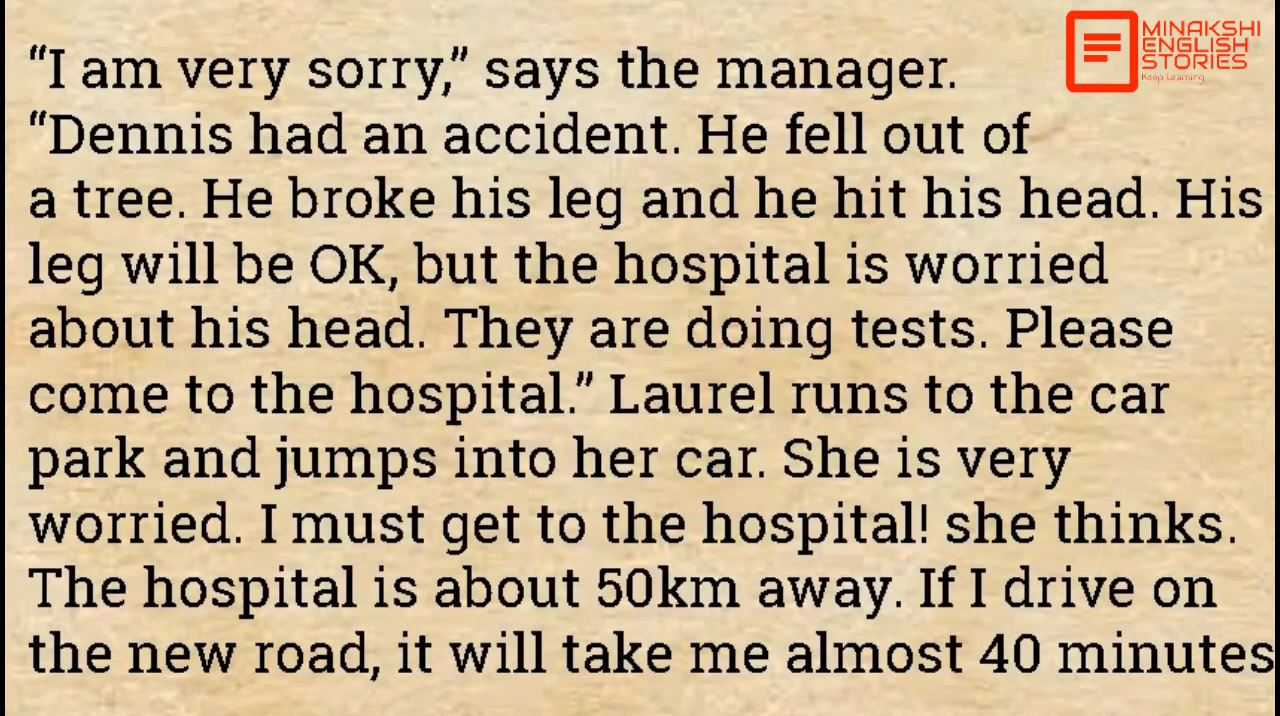 MINAKSHI
ENGLISH
STORIES
Keep Learning
“I am very sorry,” says the manager.
“Dennis had an accident. He fell out of
a tree. He broke his leg and he hit his head. His
leg will be OK, but the hospital is worried
about his head. They are doing tests. Please
come to the hospital.” Laurel runs to the car
park and jumps into her car. She is very
worried. I must get to the hospital! she thinks.
The hospital is about 50km away. If I drive on
the new road, it will take me almost 40 minutes